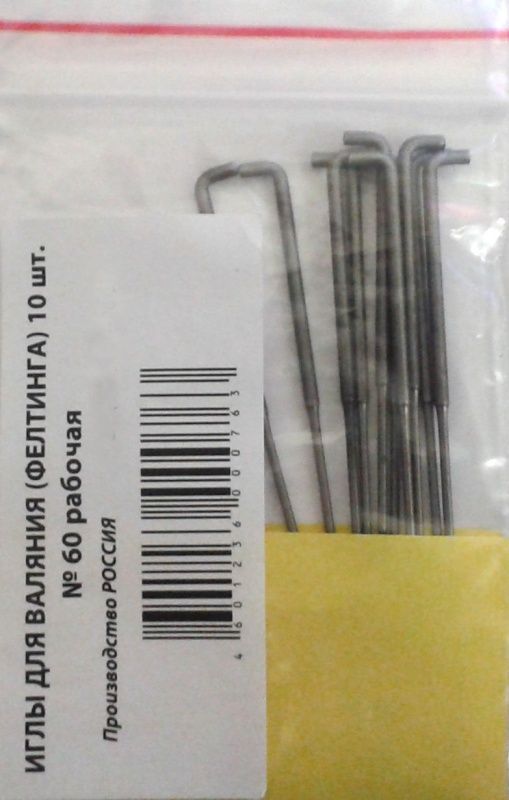 ИГЛЫ ДЛЯ ВАЛЯНИЯ (ФЕЛТИНГА) 10 шт.
№ 60 рабочая
Производство РОССИЯ
4 601236 000763